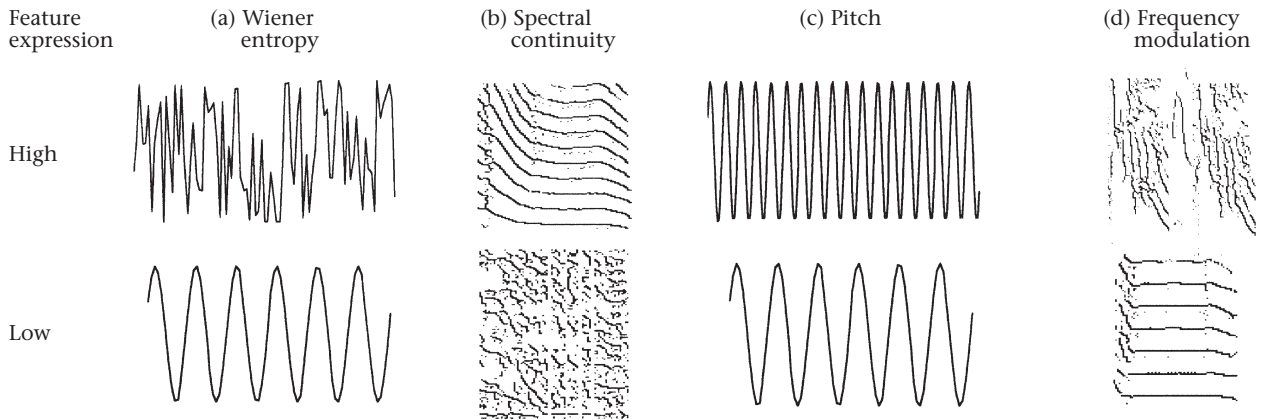 Feature
expression
(a) Wiener
entropy
(b) Spectral
continuity
(c) Pitch
(d) Frequency
modulation
High
Low